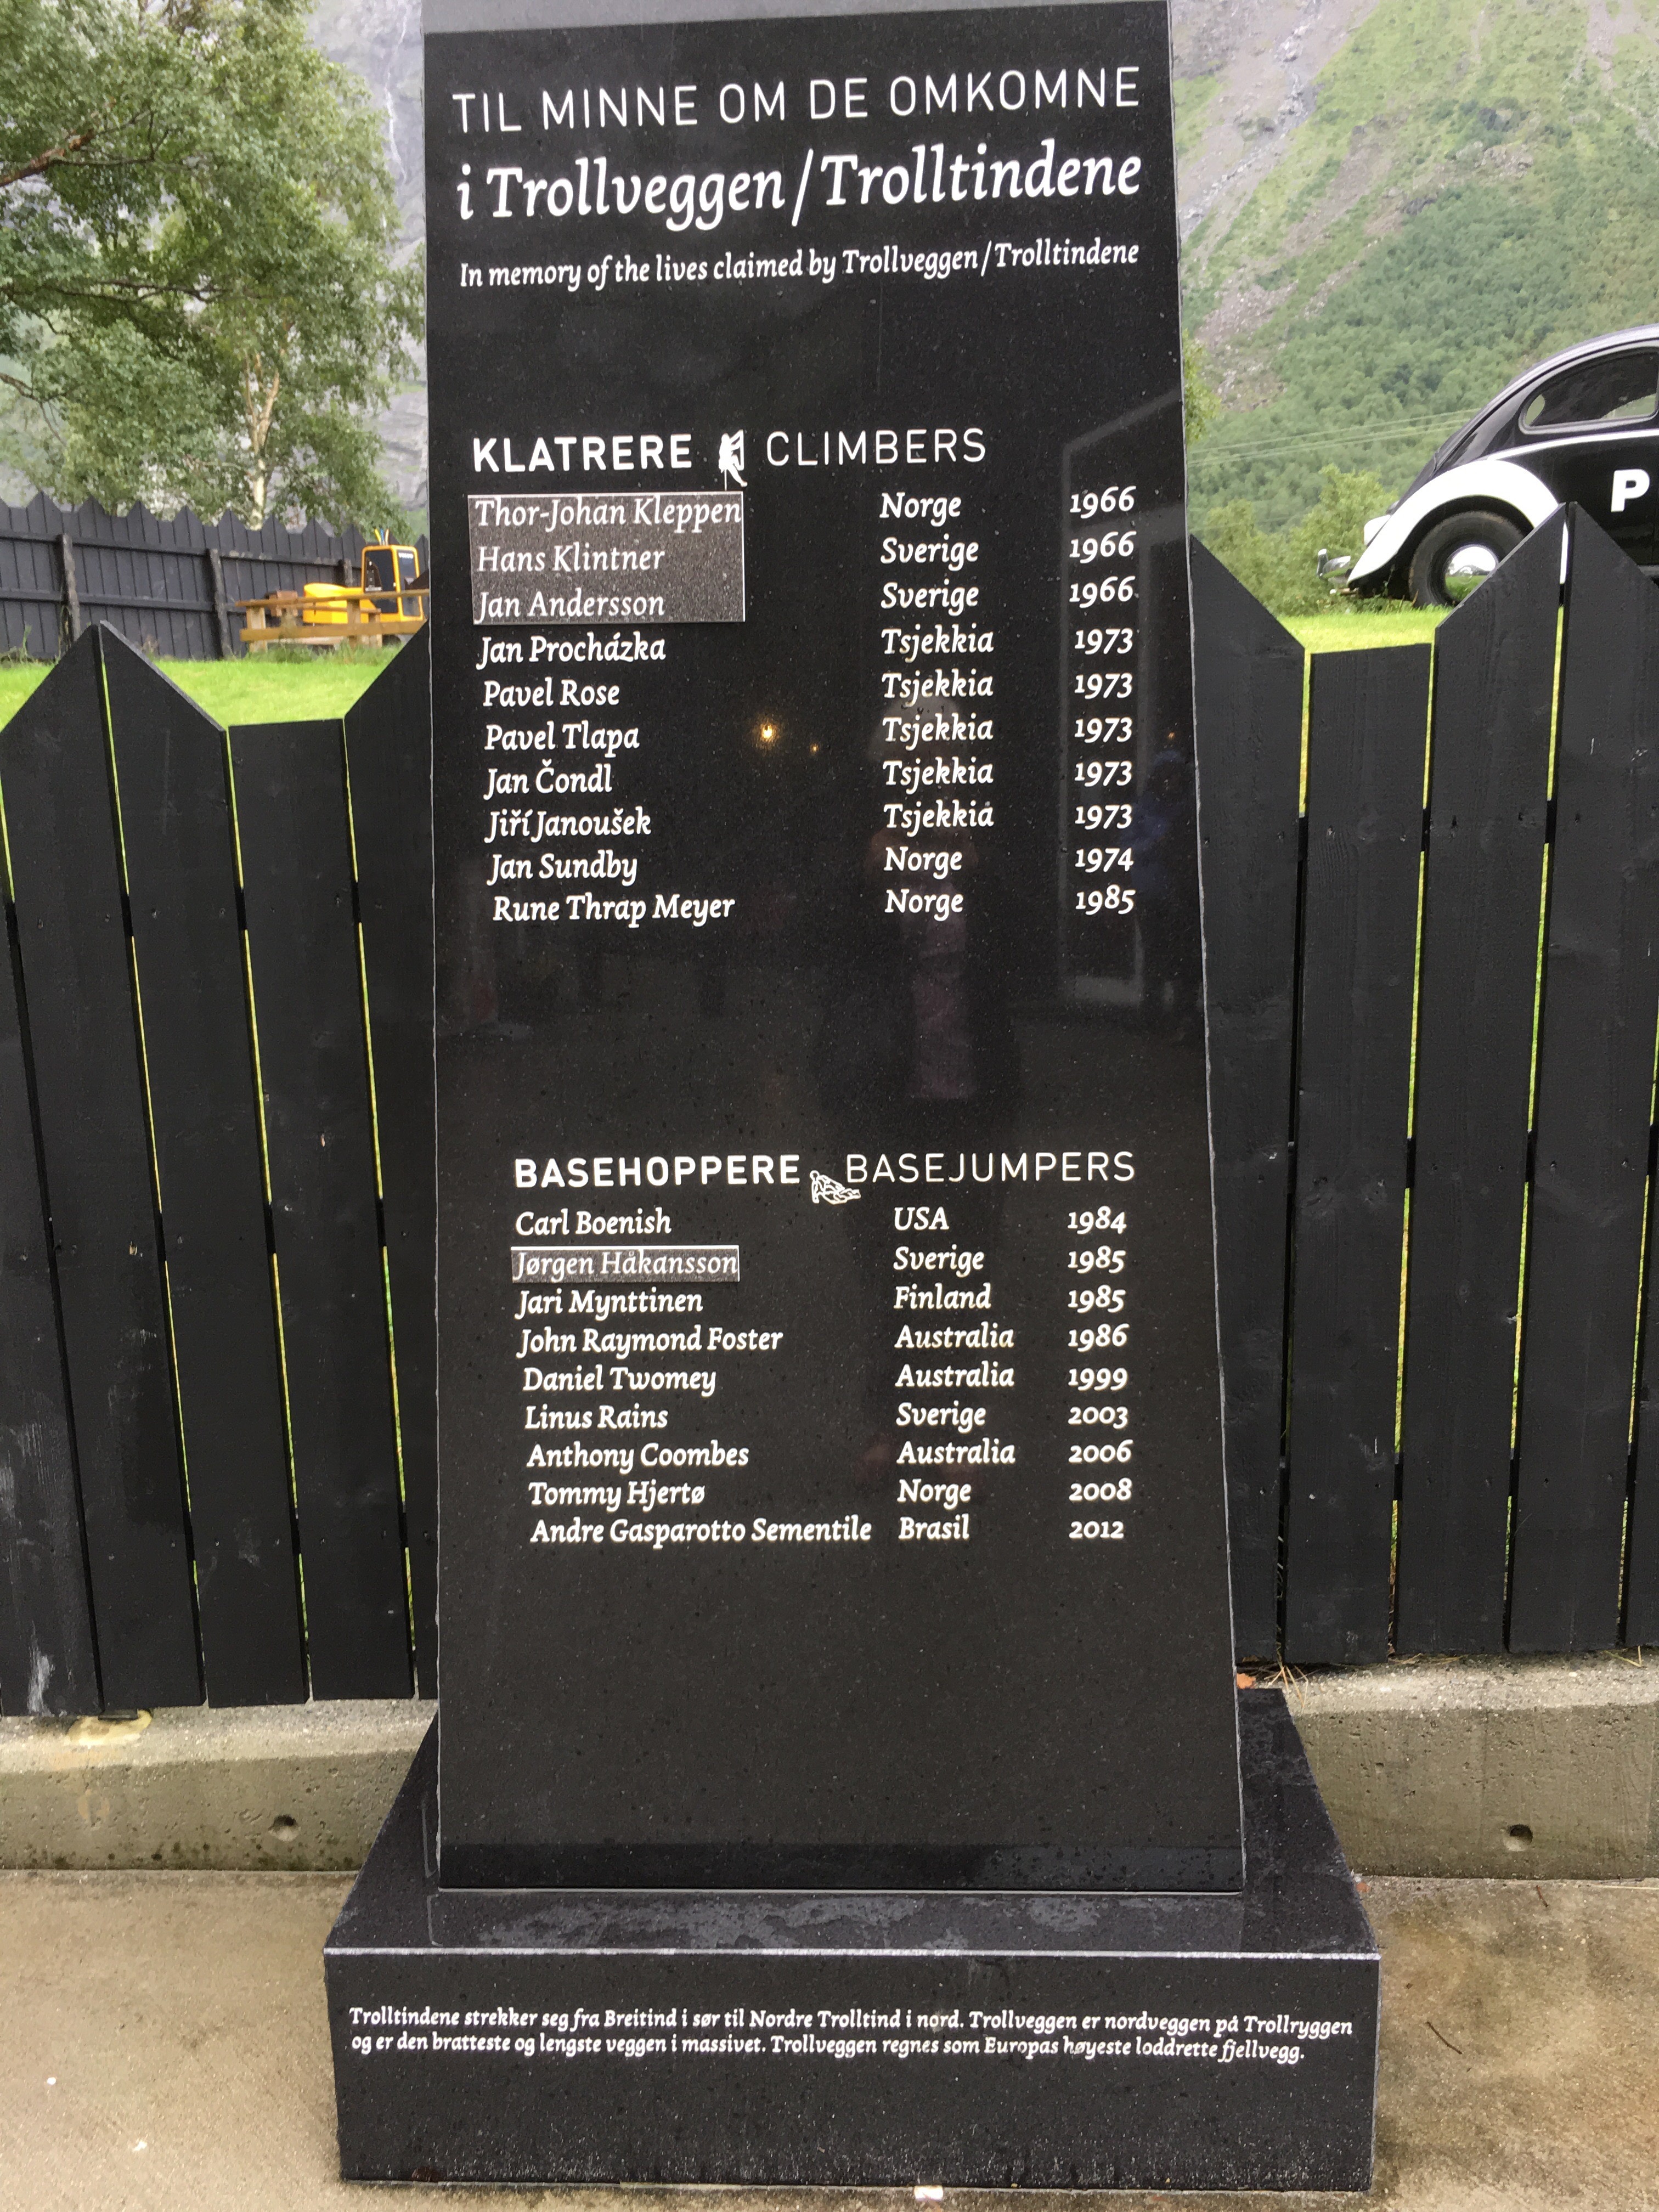 TIL MINNE OM DE OMKOMNE
i Trollveggen/Trolltindene
In memory of the lives claimed by Trollveggen/Trolltindene
KLATRERE CLIMBERS
Thor-Johan Kleppen Norge 1966
Hans Klintner Sverige 1966
Jan Andersson Sverige 1966
Jan Procházka Tsjekkia 1973
Pavel Rose Tsjekkia 1973
Pavel Tlapa Tsjekkia 1973
Jan Čondl Tsjekkia 1973
Jiří Janoušek Tsjekkia 1973
Jan Sundby Norge 1974
Rune Thrap Meyer Norge 1985
BASEHOPPERE BASEJUMPERS
Carl Boenish USA 1984
Jørgen Håkansson Sverige 1985
Jari Mynttinen Finland 1985
John Raymond Foster Australia 1986
Daniel Twomey Australia 1999
Linus Rains Sverige 2003
Anthony Coombes Australia 2006
Tommy Hjertø Norge 2008
Andre Gasparotto Sementile Brasil 2012
Trolltindene strekker seg fra Breitind i sør til Nordre Trolltind i nord. Trollveggen er nordveggen på Trollryggen
og er den bratteste og lengste veggen i massivet. Trollveggen regnes som Europas høyeste loddrette fjellvegg.
P